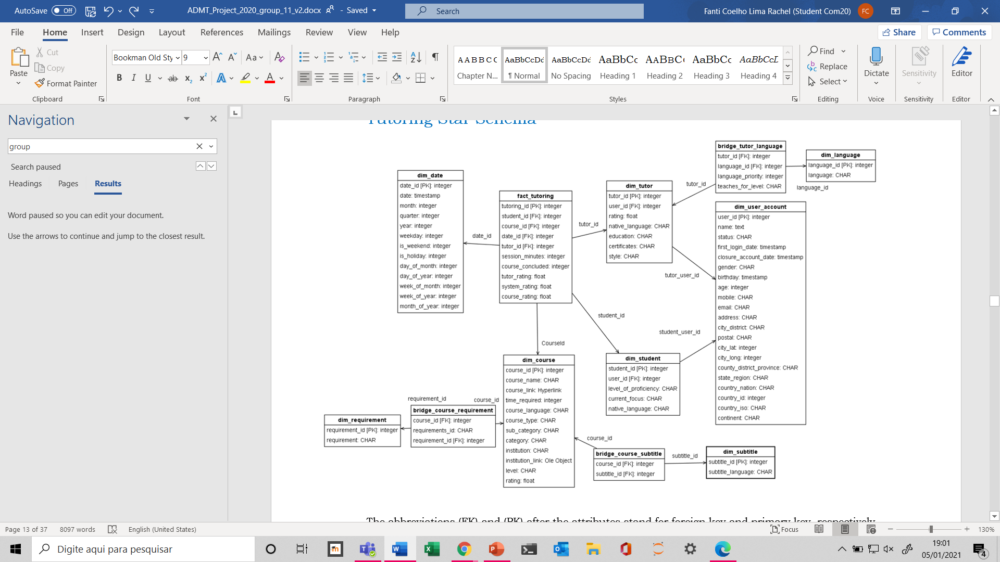 AutoSave Off ADMT_Project_2020_group_11_v2.docx - Saved Search Fanti Coelho Lima Rachel (Student Com20) FC
File Home Insert Design Layout References Mailings Review View Help Share Comments
Paste
Cut
Copy
Format Painter
Clipboard
Bookman Old Sty 9
Font
Paragraph
AABBCC Chapter N...
AaBbCcDd ¶ Normal
AaBbCcDd No Spacing
AaBbCc Heading 1
AaBbC Heading 2
AaBbCc Heading 3
AaBbCcL Heading 4
Styles
Find
Replace
Select
Editing
Dictate
Voice
Sensitivity
Sensitivity
Editor
Editor
Navigation
group
Search paused
Headings Pages Results
Word paused so you can edit your document.
Use the arrows to continue and jump to the closest result.
Tutoring Star Schema
dim_date
date_id [PK]: integer
date: timestamp
month: integer
quarter: integer
year: integer
weekday: integer
is_weekend: integer
is_holiday: integer
day_of_month: integer
day_of_year: integer
week_of_month: integer
week_of_year: integer
month_of_year: integer
date_id
fact_tutoring
tutoring_id [PK]: integer
student_id [FK]: integer
course_id [FK]: integer
date_id [FK]: integer
tutor_id [FK]: integer
session_minutes: integer
course_concluded: integer
tutor_rating: float
system_rating: float
course_rating: float
tutor_id
dim_tutor
tutor_id [PK]: integer
user_id [FK]: integer
rating: float
native_language: CHAR
education: CHAR
certificates: CHAR
style: CHAR
tutor_id
bridge_tutor_language
tutor_id [FK]: integer
language_id [FK]: integer
language_priority: integer
teaches_for_level: CHAR
dim_language
language_id [PK]: integer
language: CHAR
language_id
dim_user_account
user_id [PK]: integer
name: text
status: CHAR
first_login_date: timestamp
closure_account_date: timestamp
gender: CHAR
birthday: timestamp
age: integer
mobile: CHAR
email: CHAR
address: CHAR
city_district: CHAR
postal: CHAR
city_lat: integer
city_long: integer
county_district_province: CHAR
state_region: CHAR
country_nation: CHAR
country_id: integer
country_iso: CHAR
continent: CHAR
tutor_user_id
student_id
student_user_id
CourseId
dim_course
course_id [PK]: integer
course_name: CHAR
course_link: Hyperlink
time_required: integer
course_language: CHAR
course_type: CHAR
sub_category: CHAR
category: CHAR
institution: CHAR
institution_link: Ole Object
level: CHAR
rating: float
dim_student
student_id [PK]: integer
user_id [FK]: integer
level_of_proficiency: CHAR
current_focus: CHAR
native_language: CHAR
requirement_id
course_id
bridge_course_requirement
course_id [FK]: integer
requirements_id: CHAR
requirement_id [FK]: integer
dim_requirement
requirement_id [PK]: integer
requirement: CHAR
course_id
bridge_course_subtitle
course_id [FK]: integer
subtitle_id [FK]: integer
subtitle_id
dim_subtitle
subtitle_id [PK]: integer
subtitle_language: CHAR
The abbreviations (FK) and (PK) after the attributes stand for foreign key and primary key, respectively
Page 13 of 37 8097 words English (United States) Focus 130%
Digite aqui para pesquisar
19:01
05/01/2021
4